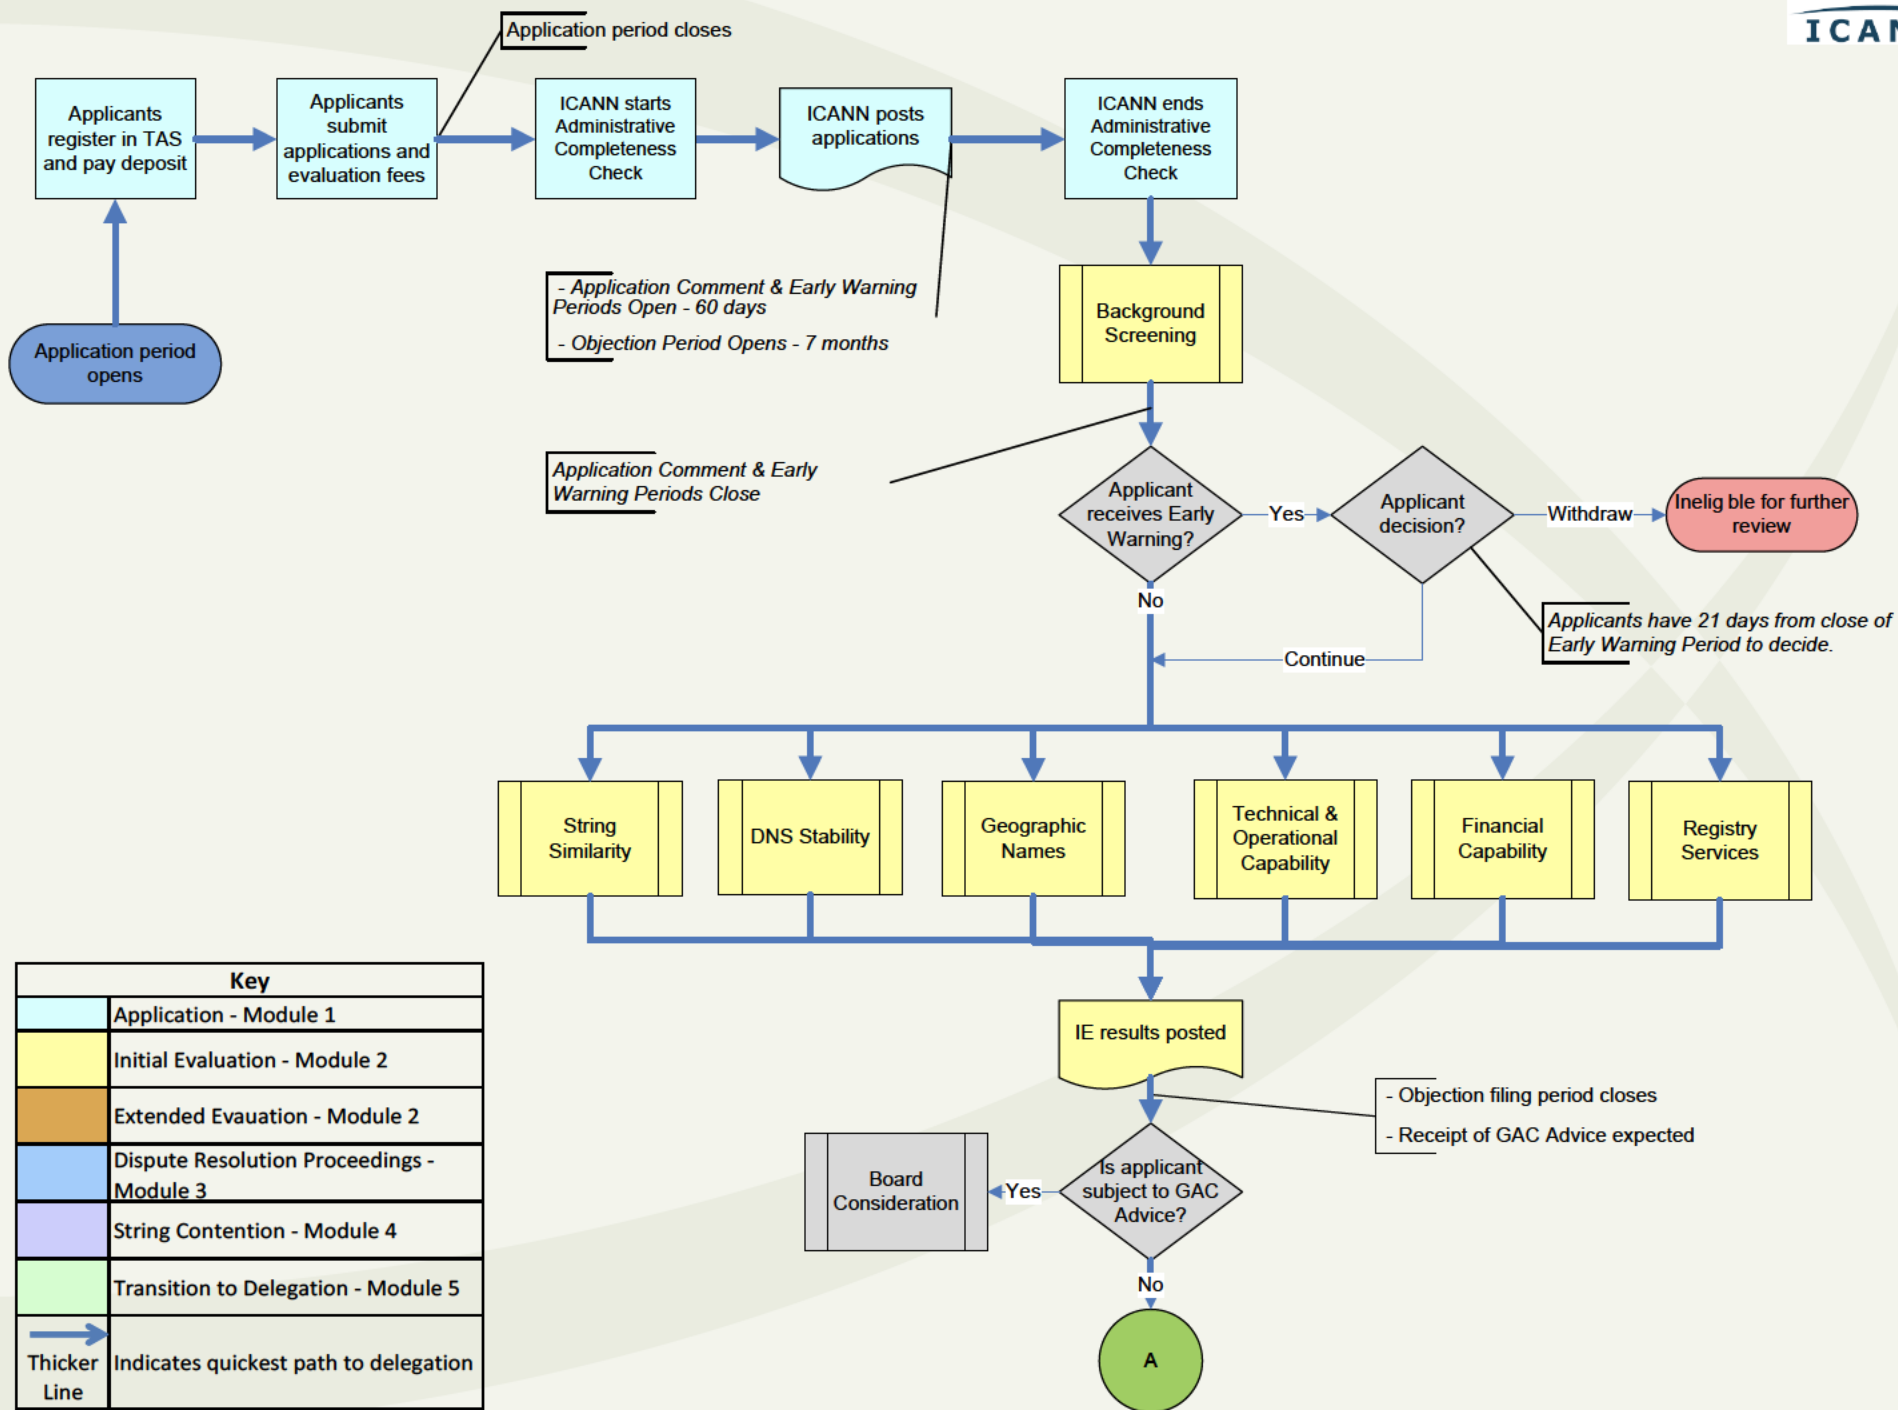 ICAN
Application period closes
Applicants
register in TAS
and pay deposit
Applicants
submit
applications and
evaluation fees
ICANN starts
Administrative
Completeness
Check
ICANN posts
applications
ICANN ends
Administrative
Completeness
Check
- Application Comment & Early Warning
Periods Open - 60 days
- Objection Period Opens - 7 months
Background
Screening
Application period
opens
Application Comment & Early
Warning Periods Close
Applicant
receives Early
Warning?
Yes
Applicant
decision?
Withdraw
Inelig ble for further
review
No
Applicants have 21 days from close of
Early Warning Period to decide.
Continue
String
Similarity
DNS Stability
Geographic
Names
Technical &
Operational
Capability
Financial
Capability
Registry
Services
IE results posted
- Objection filing period closes
- Receipt of GAC Advice expected
Board
Consideration
Yes
Is applicant
subject to GAC
Advice?
No
A
Key
Application - Module 1
Initial Evaluation - Module 2
Extended Evauation - Module 2
Dispute Resolution Proceedings -
Module 3
String Contention - Module 4
Transition to Delegation - Module 5
Thicker
Line
Indicates quickest path to delegation